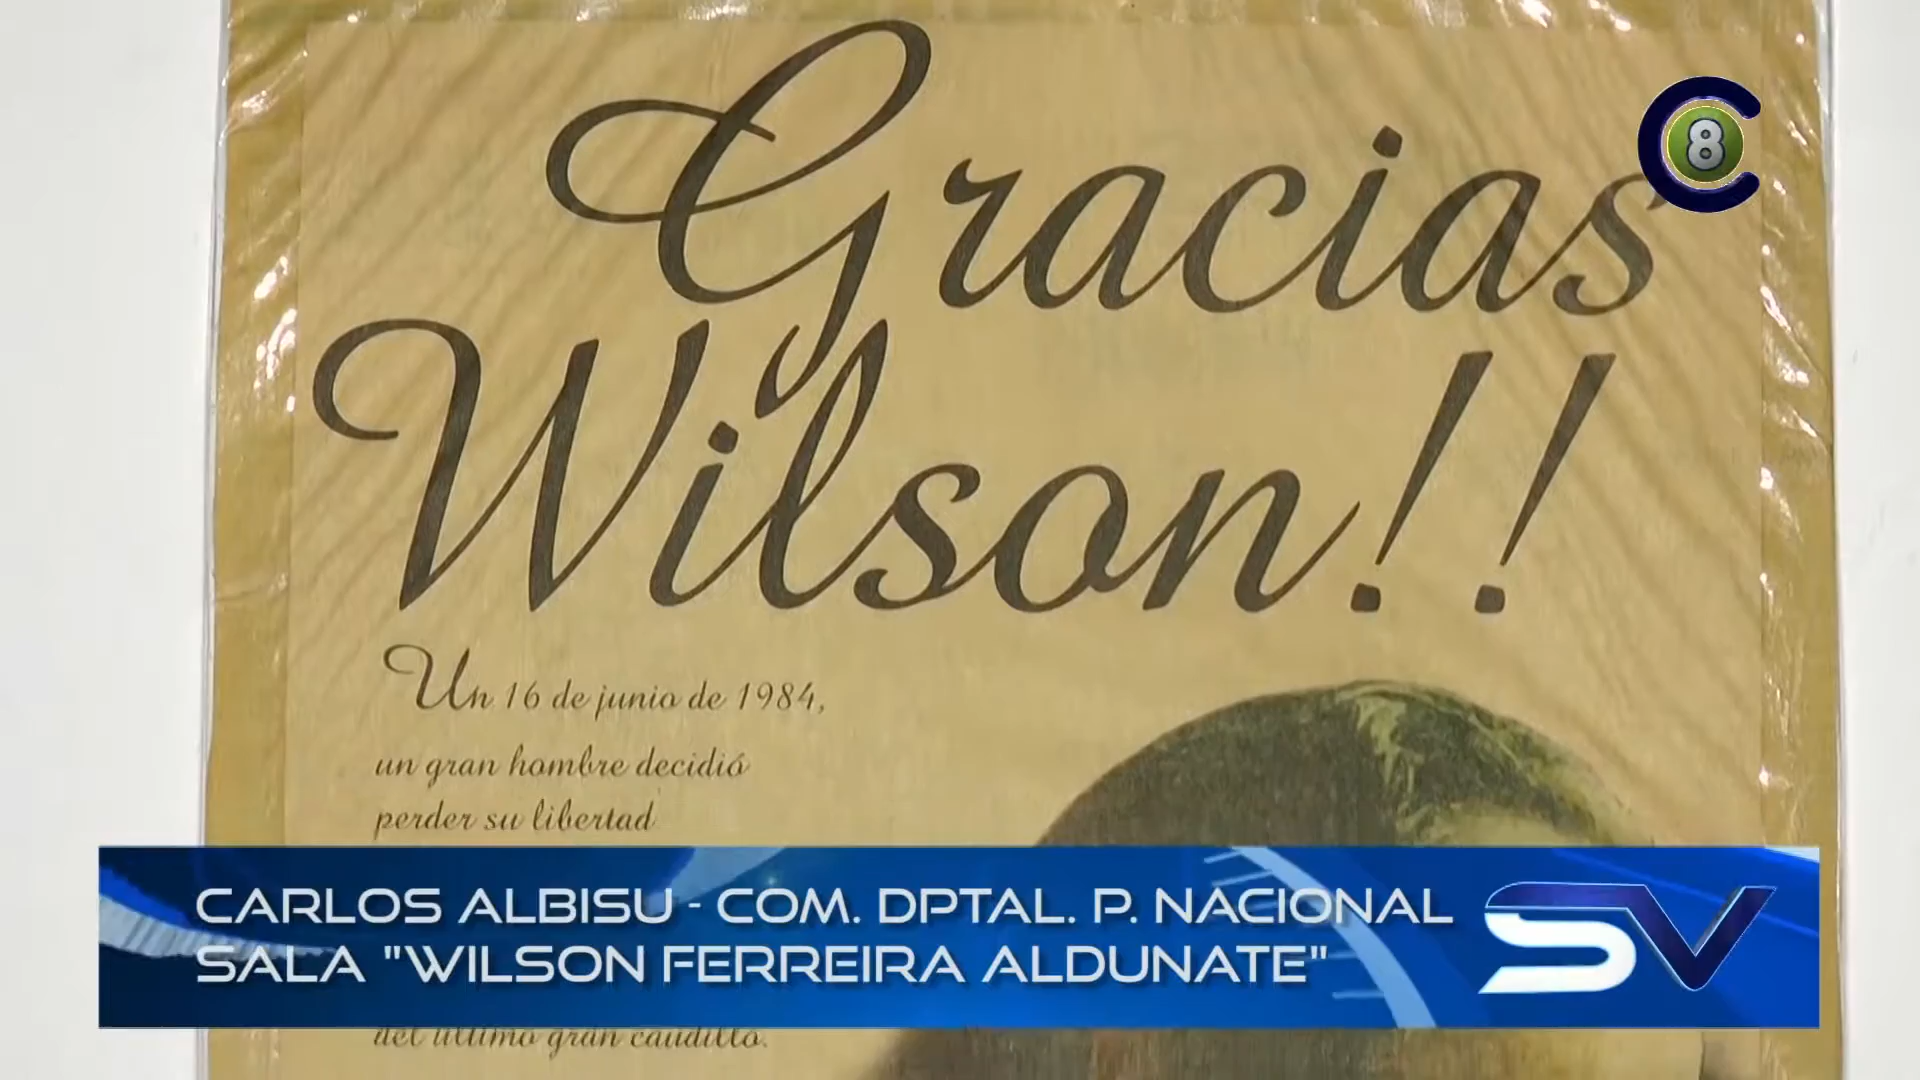 Gracias
Wilson!!
8
Un 16 de junio de 1984,
un gran hombre decidió
perder su libertad
CARLOS ALBISU - COM. DPTAL. P. NACIONAL
SALA "WILSON FERREIRA ALDUNATE"
SV
del último gran caudillo.